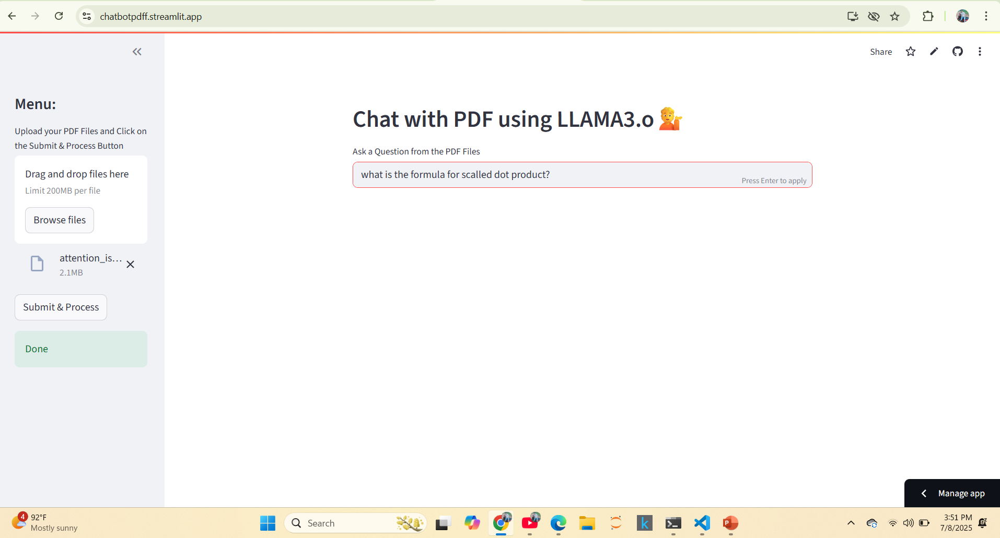 chatbotpdff.streamlit.app
Share
Menu:
Upload your PDF Files and Click on
the Submit & Process Button
Drag and drop files here
Limit 200MB per file
Browse files
attention_is...
2.1MB
Submit & Process
Done
Chat with PDF using LLAMA3.o
Ask a Question from the PDF Files
what is the formula for scalled dot product?
Press Enter to apply
Manage app
4
92°F
Mostly sunny
Search
k
P
3:51 PM
7/8/2025